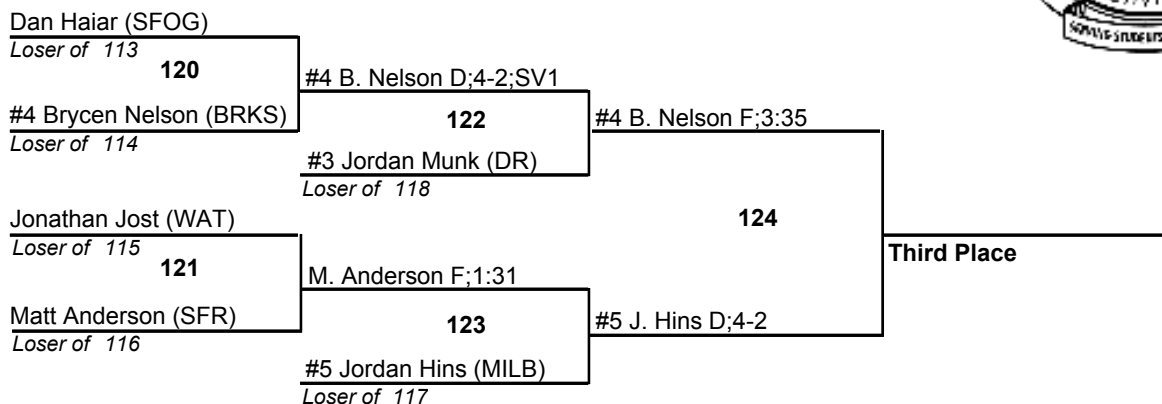 Dan Haiar (SFOG)
Loser of 113
120
#4 B. Nelson D;4-2;SV1
#4 Brycen Nelson (BRKS)
Loser of 114
122
#4 B. Nelson F;3:35
#3 Jordan Munk (DR)
Loser of 118
Jonathan Jost (WAT)
Loser of 115
121
124
Third Place
M. Anderson F;1:31
Matt Anderson (SFR)
Loser of 116
123
#5 J. Hins D;4-2
#5 Jordan Hins (MILB)
Loser of 117
STUDENTS